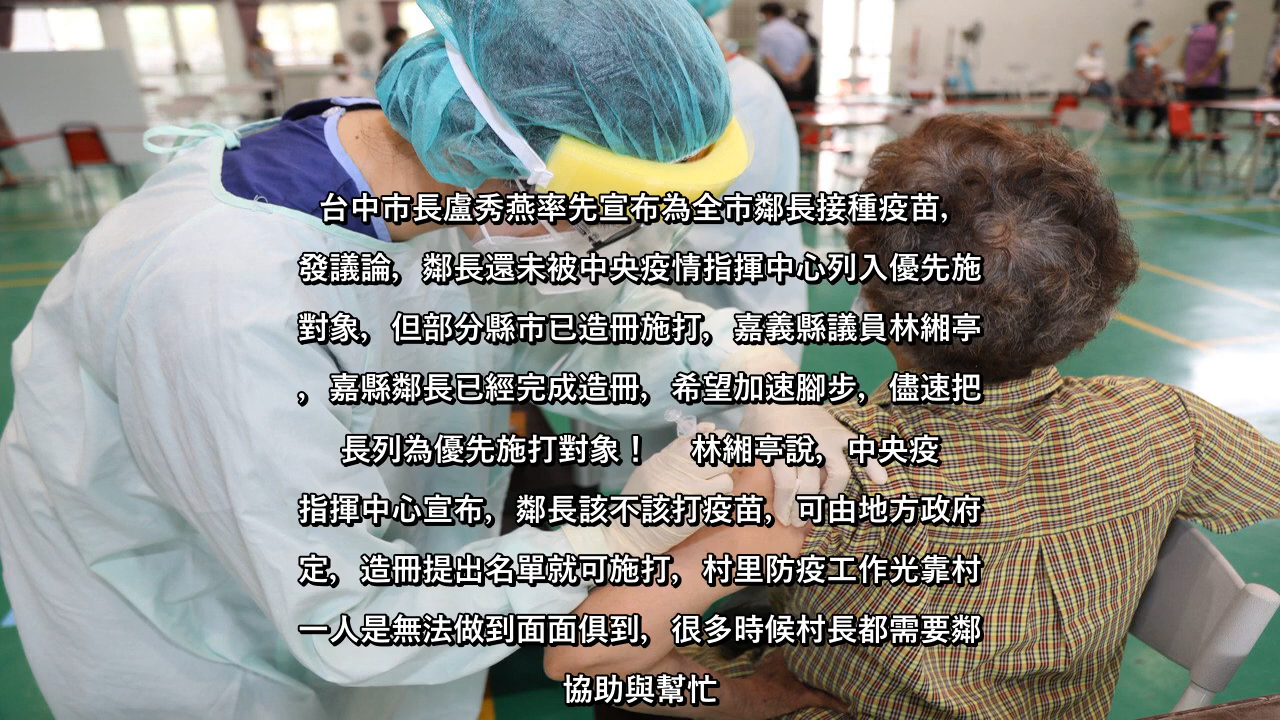 台中市長盧秀燕率先宣布為全市鄰長接種疫苗,
發議論, 鄰長還未被中央疫情指揮中心列入優先施
對象, 但部分縣市已造冊施打, 嘉義縣議員林緗亭
, 嘉縣鄰長已經完成造冊, 希望加速腳步, 儘速把
長列為優先施打對象！ 林緗亭說, 中央疫
指揮中心宣布, 鄰長該不該打疫苗, 可由地方政府
定, 造冊提出名單就可施打, 村里防疫工作光靠村
一人是無法做到面面俱到, 很多時候村長都需要鄰
協助與幫忙